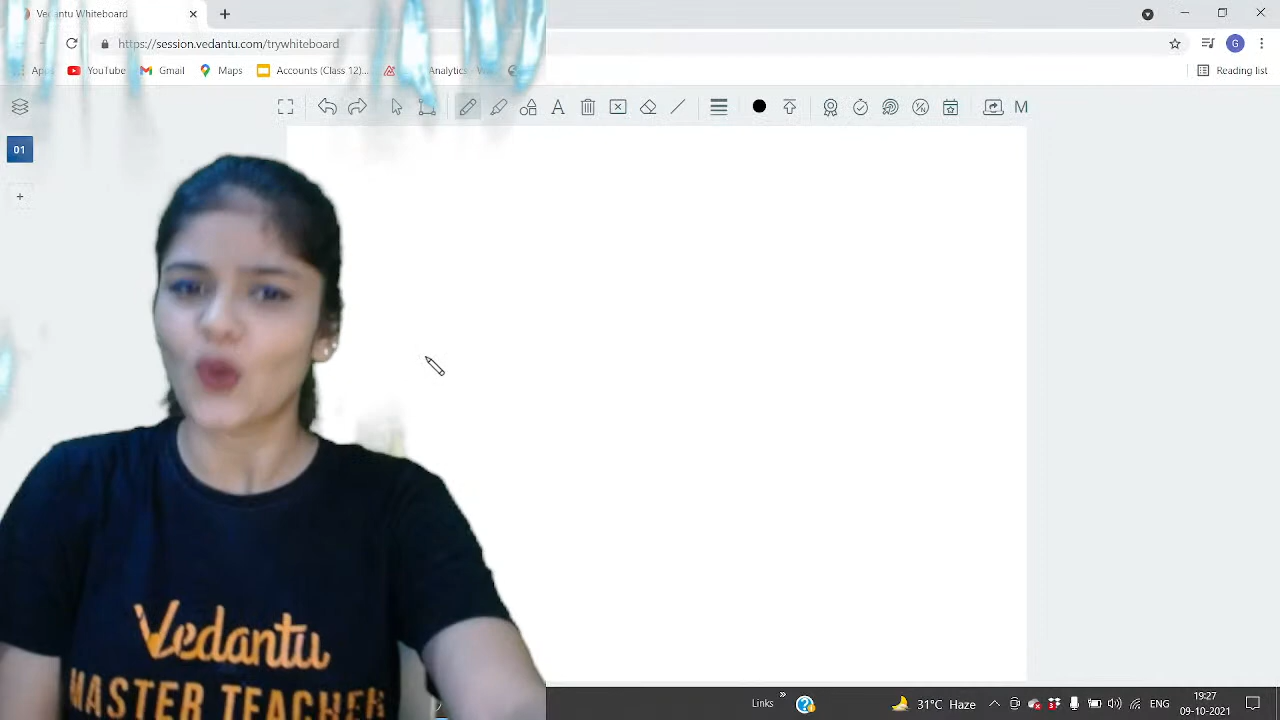 Vedantu Whiteboard
https://session.vedantu.com/trywhiteboard
G
YouTube
Gmail
Maps
Accounts (Class 12)...
Analytics
Reading list
A
M
01
Vedantu
MASTER TEACHER
Links
31°C Haze
ENG
19:27
09-10-2021